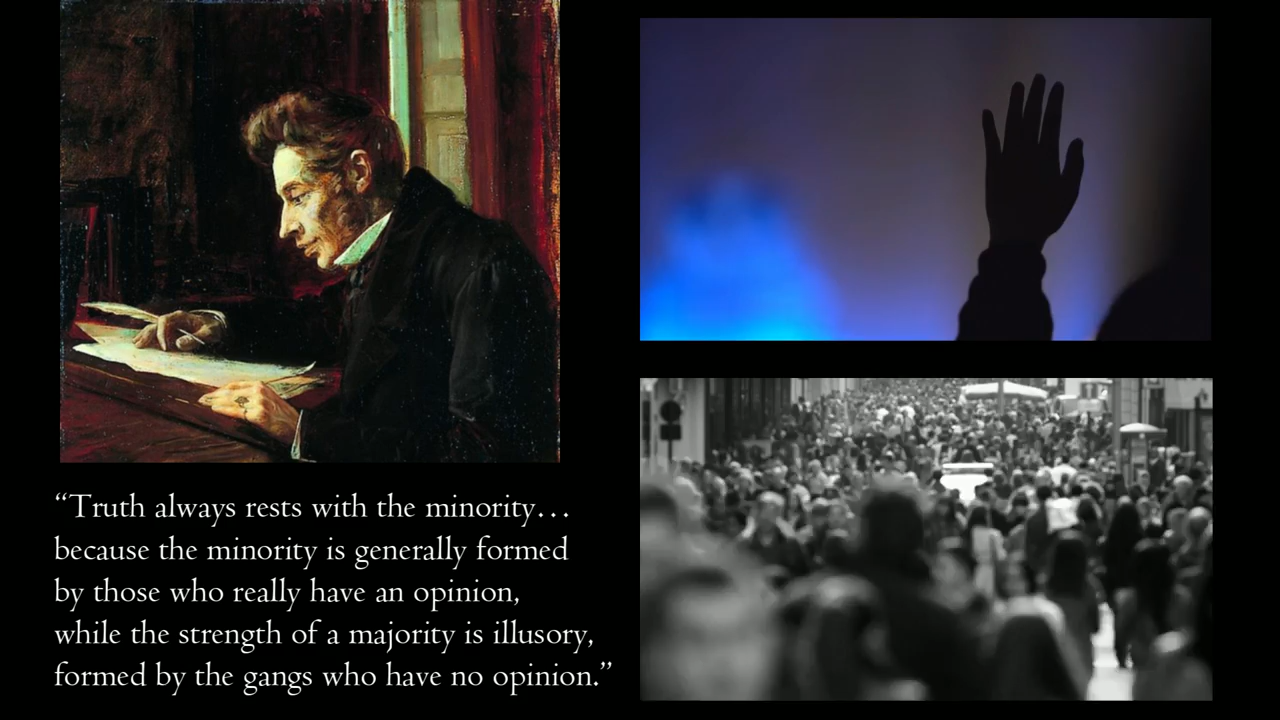 “Truth always rests with the minority…
because the minority is generally formed
by those who really have an opinion,
while the strength of a majority is illusory,
formed by the gangs who have no opinion.”